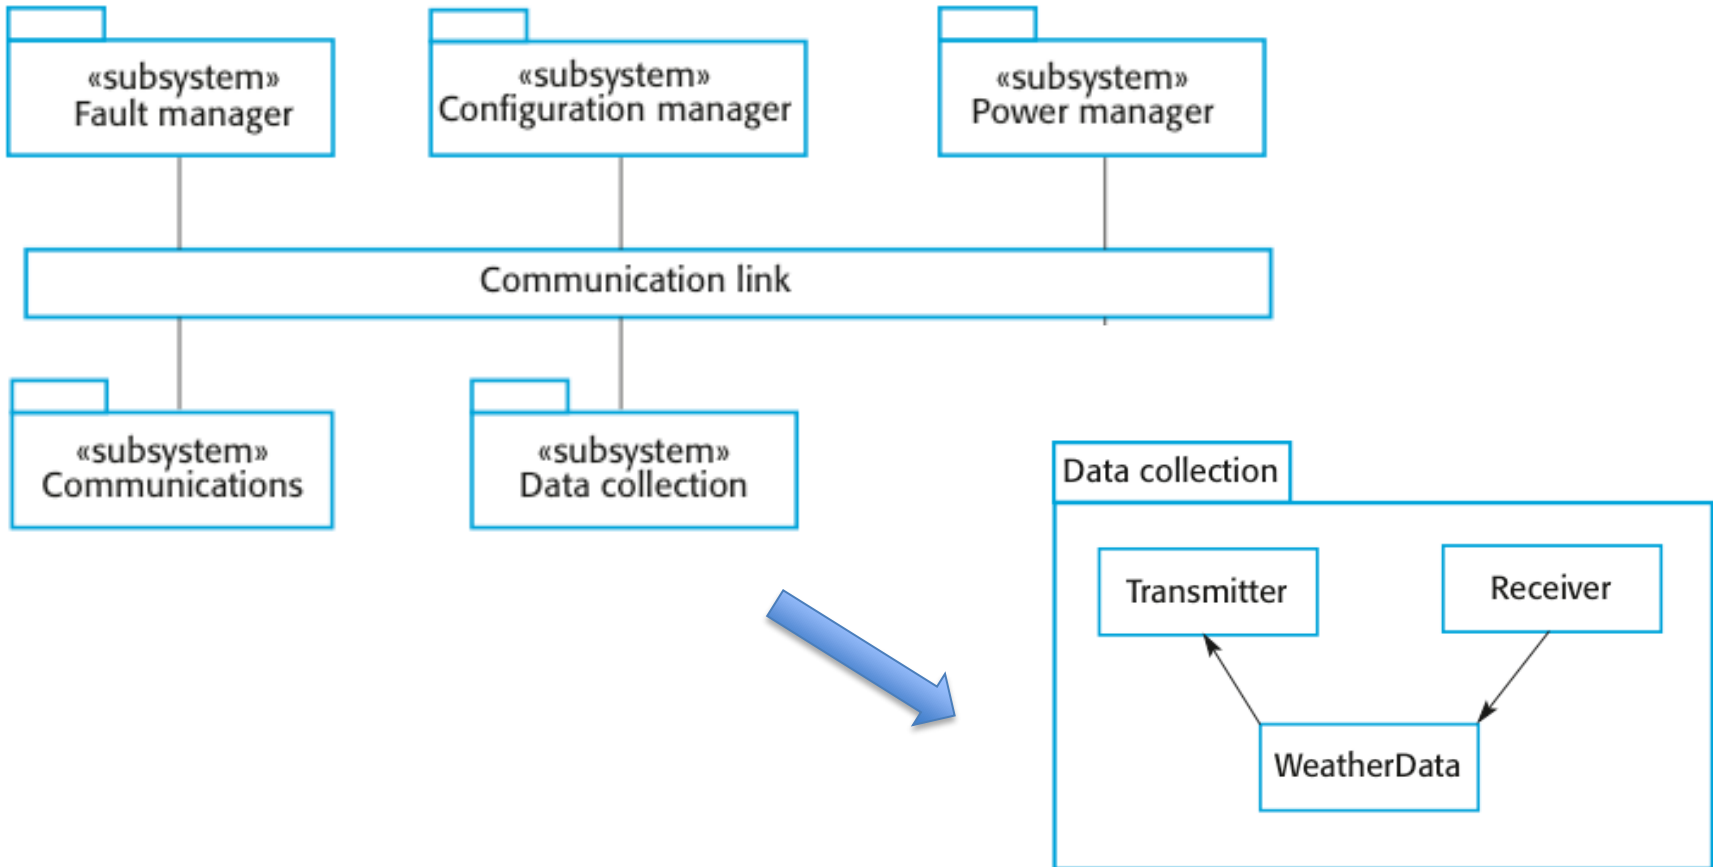 «subsystem»
Fault manager
«subsystem»
Configuration manager
«subsystem»
Power manager
Communication link
«subsystem»
Communications
«subsystem»
Data collection
Data collection
Transmitter
Receiver
WeatherData